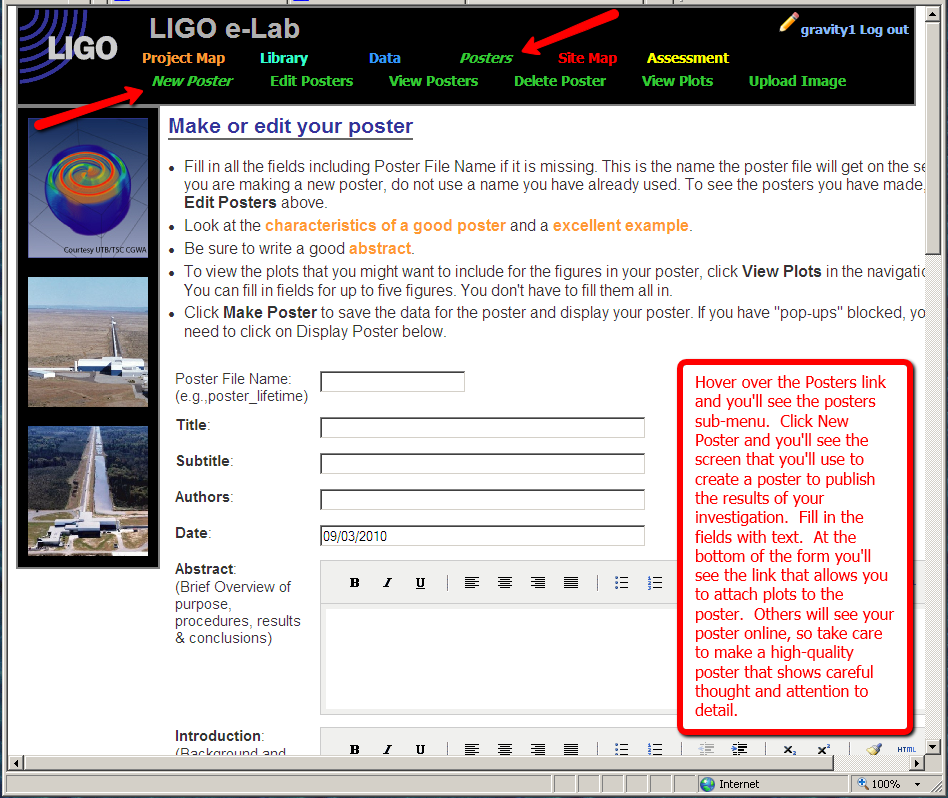 LIGO
LIGO e-Lab
gravity1 Log out
Project Map Library Data Posters Site Map Assessment
New Poster Edit Posters View Posters Delete Poster View Plots Upload Image
Courtesy UTB/TSC CGWA
Make or edit your poster
• Fill in all the fields including Poster File Name if it is missing. This is the name the poster file will get on the se
you are making a new poster, do not use a name you have already used. To see the posters you have made,
Edit Posters above.
• Look at the characteristics of a good poster and a excellent example.
• Be sure to write a good abstract.
• To view the plots that you might want to include for the figures in your poster, click View Plots in the navigatio
You can fill in fields for up to five figures. You don't have to fill them all in.
• Click Make Poster to save the data for the poster and display your poster. If you have "pop-ups" blocked, yo
need to click on Display Poster below.
Poster File Name:
(e.g.,poster_lifetime)
Title:
Subtitle:
Authors:
Date:
09/03/2010
Abstract:
(Brief Overview of
purpose,
procedures, results
& conclusions)
B I U
Introduction:
(Background and
B I U
X₂ X² HTML
Hover over the Posters link
and you'll see the posters
sub-menu. Click New
Poster and you'll see the
screen that you'll use to
create a poster to publish
the results of your
investigation. Fill in the
fields with text. At the
bottom of the form you'll
see the link that allows you
to attach plots to the
poster. Others will see your
poster online, so take care
to make a high-quality
poster that shows careful
thought and attention to
detail.
Internet
100%